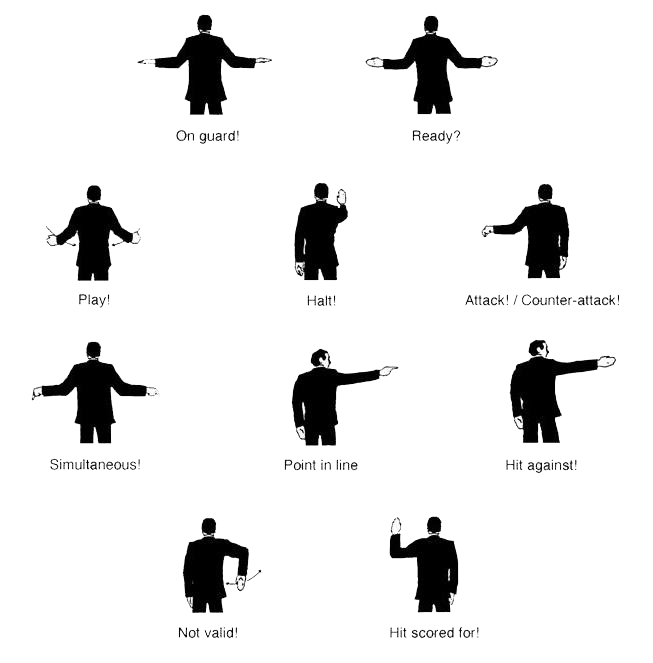 On guard!
Ready?
Play!
Halt!
Attack! / Counter-attack!
Simultaneous!
Point in line
Hit against!
Not valid!
Hit scored for!